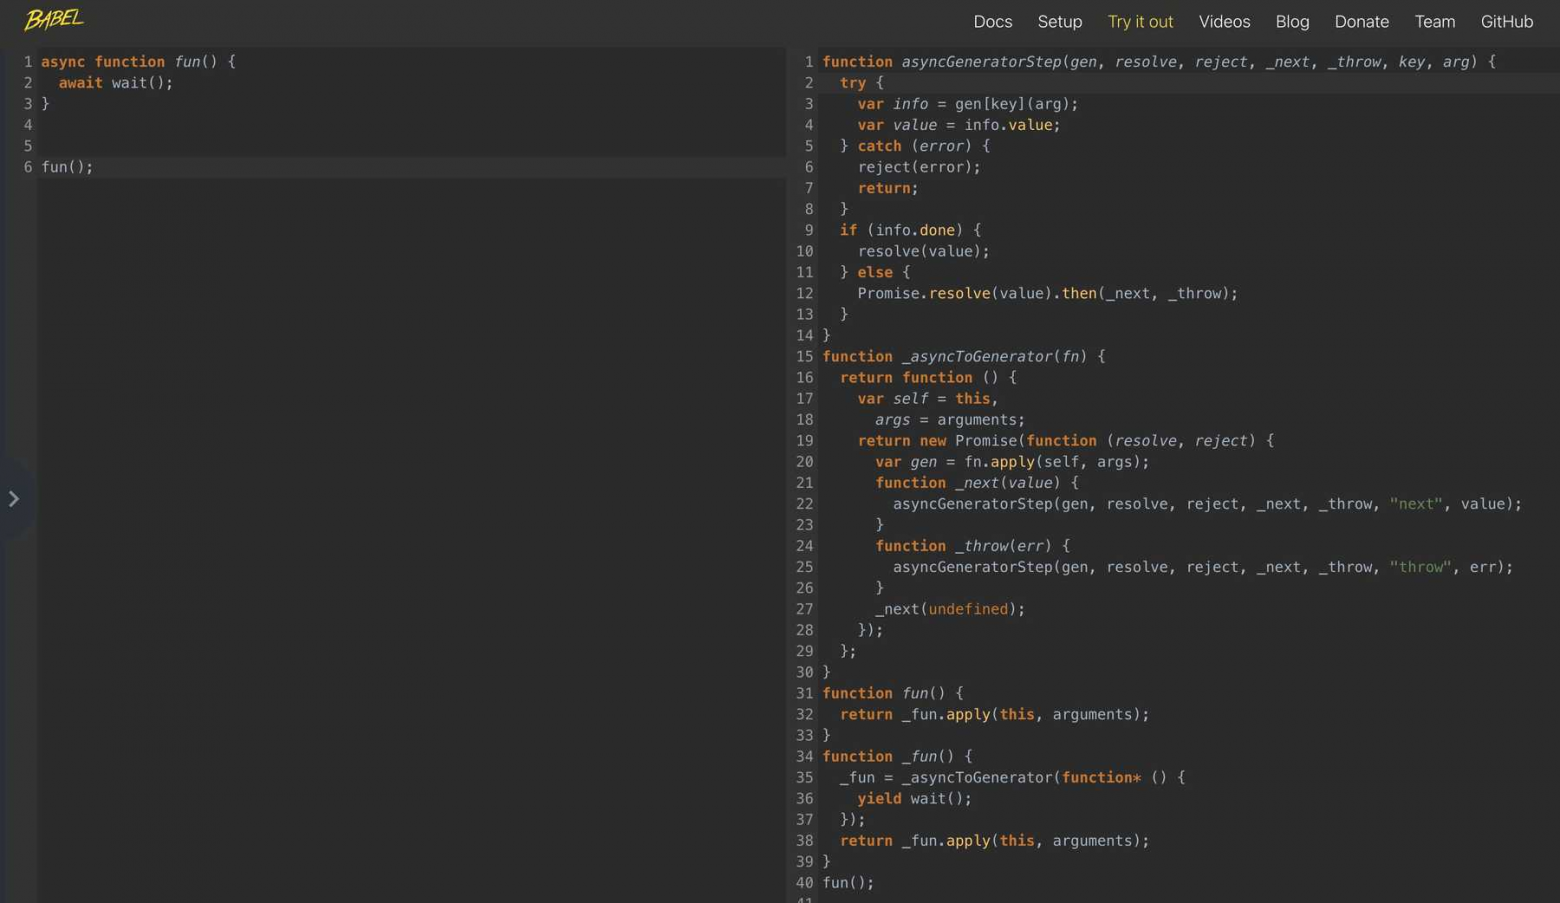 BABEL
Docs Setup Try it out Videos Blog Donate Team GitHub
1 async function fun() {
2   await wait();
3 }
4
5
6 fun();
1 function asyncGeneratorStep(gen, resolve, reject, _next, _throw, key, arg) {
2   try {
3     var info = gen[key](arg);
4     var value = info.value;
5   } catch (error) {
6     reject(error);
7     return;
8   }
9   if (info.done) {
10     resolve(value);
11   } else {
12     Promise.resolve(value).then(_next, _throw);
13   }
14 }
15 function _asyncToGenerator(fn) {
16   return function () {
17     var self = this,
18       args = arguments;
19     return new Promise(function (resolve, reject) {
20       var gen = fn.apply(self, args);
21       function _next(value) {
22         asyncGeneratorStep(gen, resolve, reject, _next, _throw, "next", value);
23       }
24       function _throw(err) {
25         asyncGeneratorStep(gen, resolve, reject, _next, _throw, "throw", err);
26       }
27       _next(undefined);
28     });
29   };
30 }
31 function fun() {
32   return _fun.apply(this, arguments);
33 }
34 function _fun() {
35   _fun = _asyncToGenerator(function* () {
36     yield wait();
37   });
38   return _fun.apply(this, arguments);
39 }
40 fun();
41